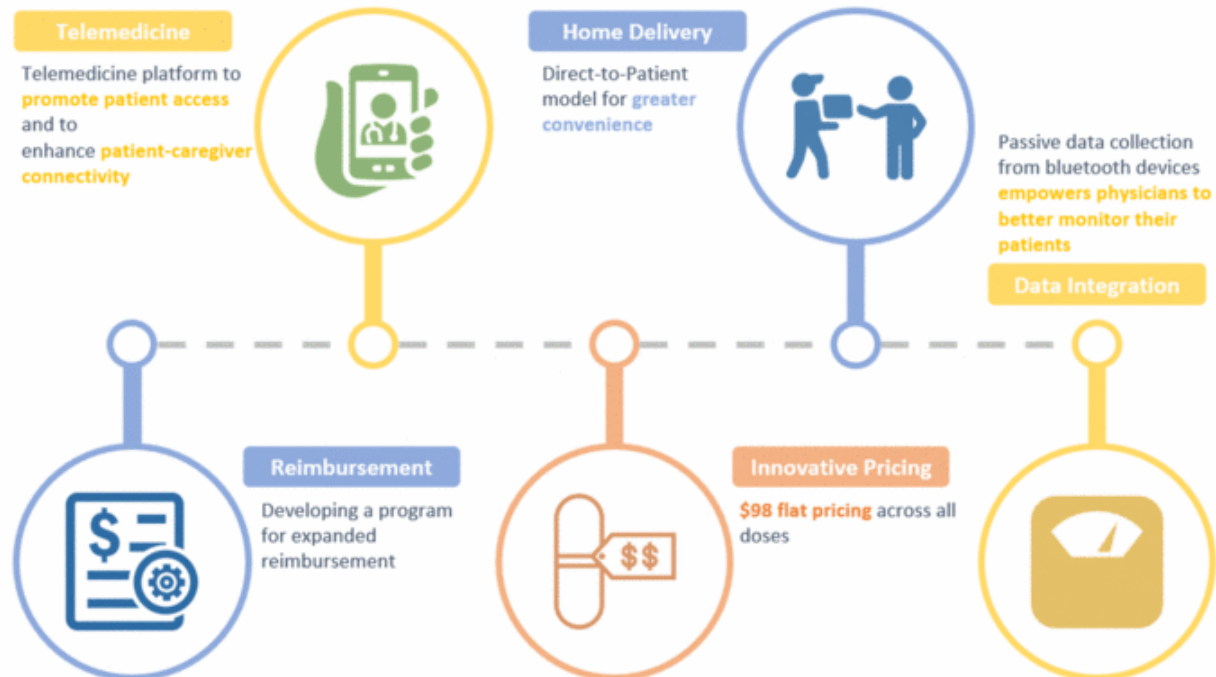 Telemedicine
Telemedicine platform to
promote patient access
and to
enhance patient-caregiver
connectivity
Home Delivery
Direct-to-Patient
model for greater
convenience
Passive data collection
from bluetooth devices
empowers physicians to
better monitor their
patients
Data Integration
Reimbursement
Developing a program
for expanded
reimbursement
$
Innovative Pricing
$98 flat pricing across all
doses
$$